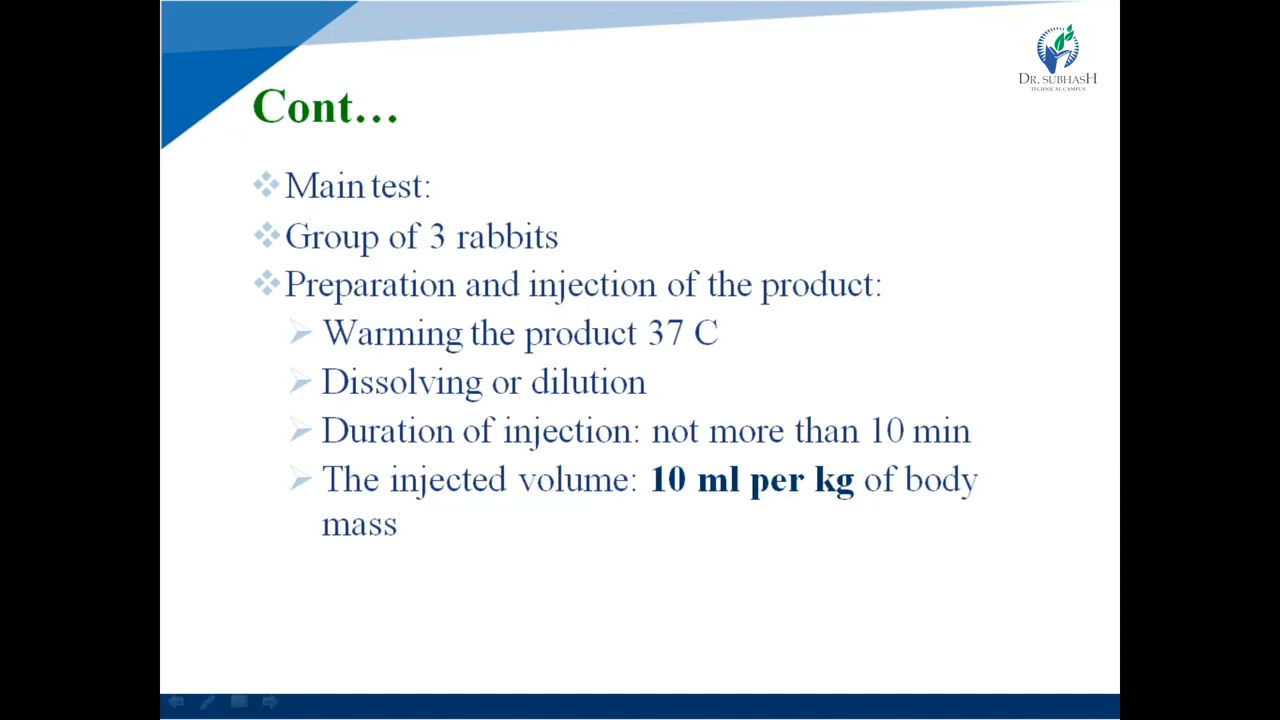 DR. SUBHASH
TECHNICAL CAMPUS
Cont...
Main test:
Group of 3 rabbits
Preparation and injection of the product:
Warming the product 37 C
Dissolving or dilution
Duration of injection: not more than 10 min
The injected volume: 10 ml per kg of body
mass